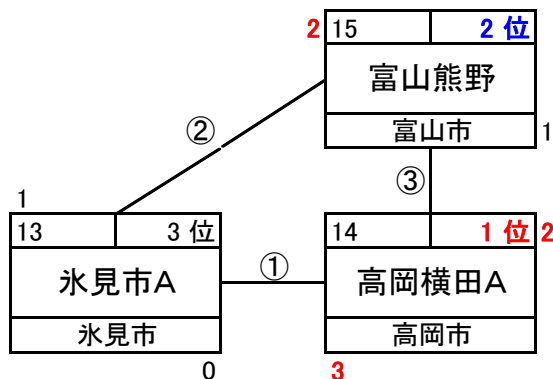 2 15 2 位
富山熊野
富山市 1
②
③
1
13 3 位
氷見市A
氷見市
0
①
14 1 位 2
高岡横田A
高岡市
3